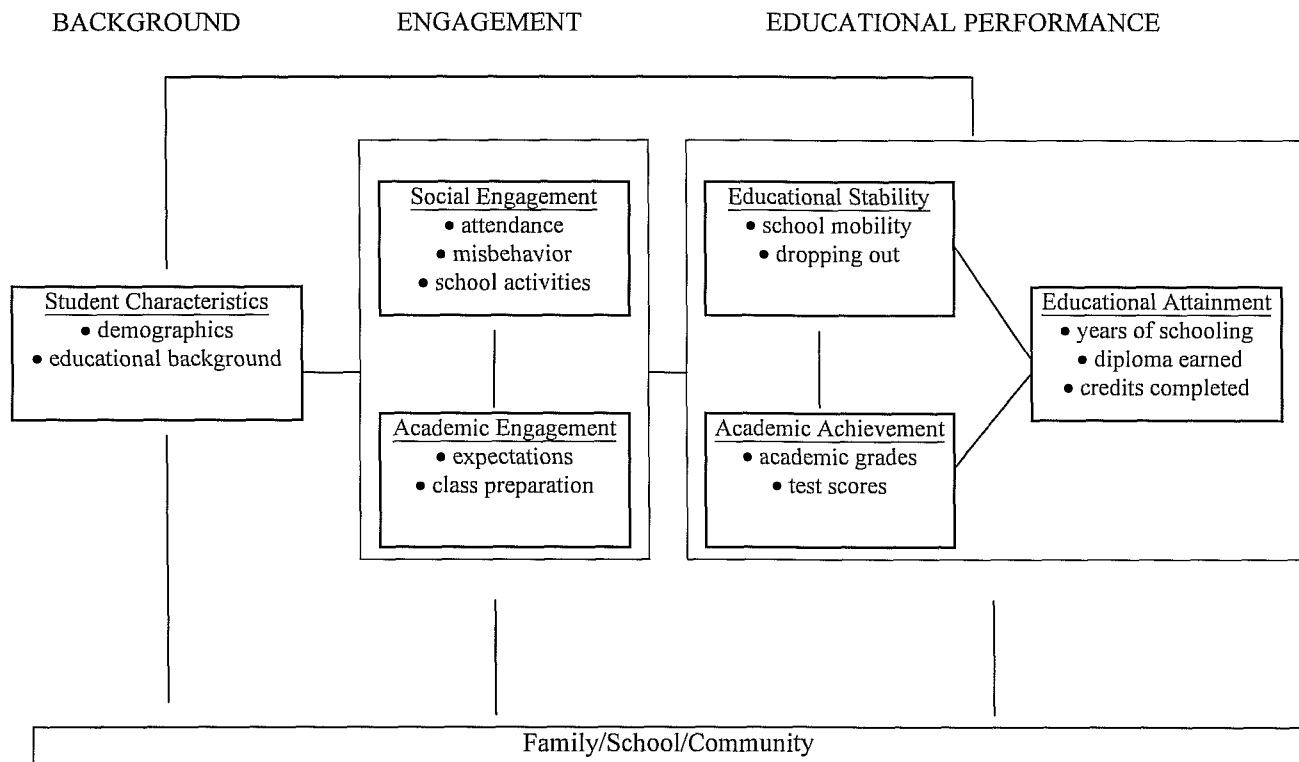 BACKGROUND
ENGAGEMENT
EDUCATIONAL PERFORMANCE
Student Characteristics
• demographics
• educational background
Social Engagement
• attendance
• misbehavior
• school activities
Academic Engagement
• expectations
• class preparation
Educational Stability
• school mobility
• dropping out
Academic Achievement
• academic grades
• test scores
Educational Attainment
• years of schooling
• diploma earned
• credits completed
Family/School/Community